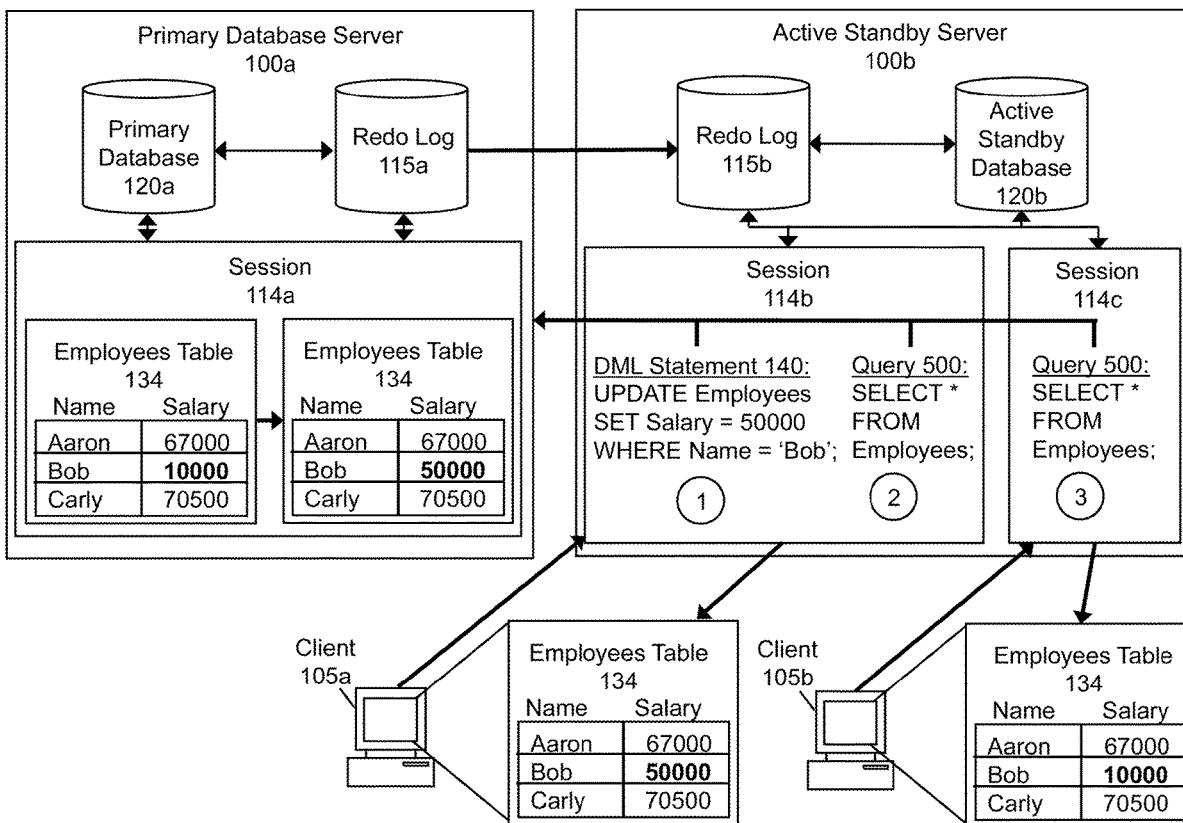 Primary Database Server
100a
Primary
Database
120a
Redo Log
115a
Session
114a
Employees Table
134
Name Salary
Aaron 67000
Bob 10000
Carly 70500
Employees Table
134
Name Salary
Aaron 67000
Bob 50000
Carly 70500
Active Standby Server
100b
Redo Log
115b
Active
Standby
Database
120b
Session
114b
DML Statement 140:
UPDATE Employees
SET Salary = 50000
WHERE Name = ‘Bob’;
1
Query 500:
SELECT *
FROM
Employees;
2
Session
114c
Query 500:
SELECT *
FROM
Employees;
3
Client
105a
Employees Table
134
Name Salary
Aaron 67000
Bob 50000
Carly 70500
Client
105b
Employees Table
134
Name Salary
Aaron 67000
Bob 10000
Carly 70500